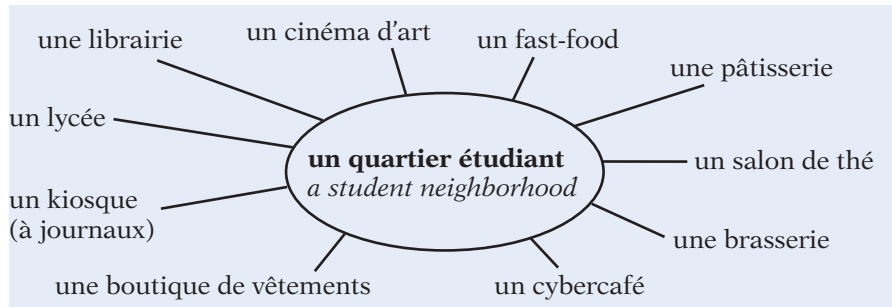 une librairie
un cinéma d'art
un fast-food
une pâtisserie
un lycée
un quartier étudiant
a student neighborhood
un salon de thé
un kiosque
(à journaux)
une brasserie
une boutique de vêtements
un cybercafé